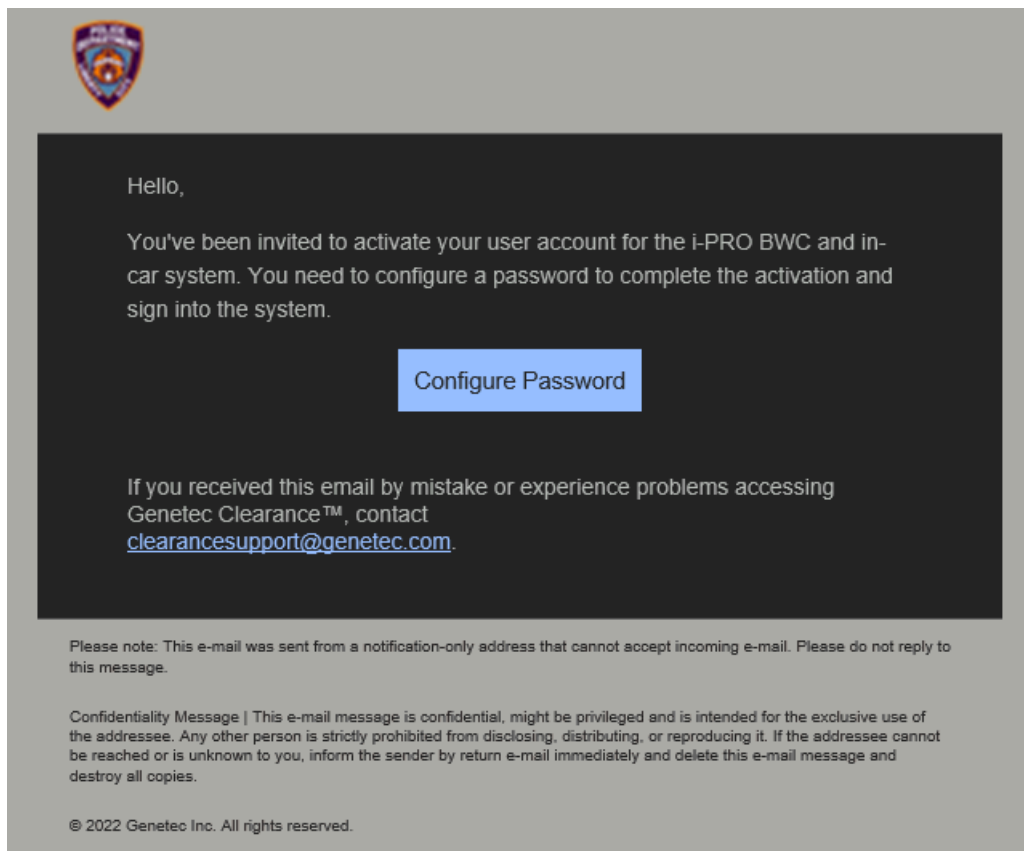 POLICE
DEPARTMENT
Hello,
You've been invited to activate your user account for the i-PRO BWC and in-
car system. You need to configure a password to complete the activation and
sign into the system.
Configure Password
If you received this email by mistake or experience problems accessing
Genetec Clearance™, contact
clearancesupport@genetec.com.
Please note: This e-mail was sent from a notification-only address that cannot accept incoming e-mail. Please do not reply to
this message.
Confidentiality Message | This e-mail message is confidential, might be privileged and is intended for the exclusive use of
the addressee. Any other person is strictly prohibited from disclosing, distributing, or reproducing it. If the addressee cannot
be reached or is unknown to you, inform the sender by return e-mail immediately and delete this e-mail message and
destroy all copies.
© 2022 Genetec Inc. All rights reserved.